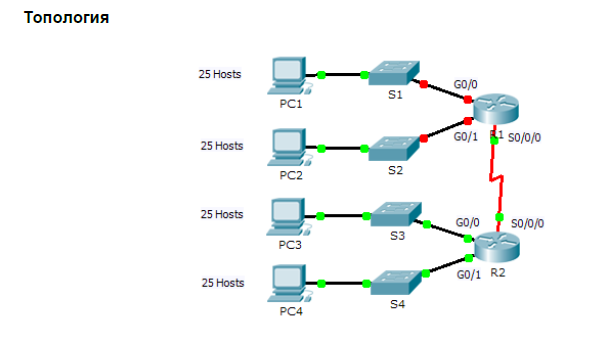 Топология
25 Hosts
PC1
S1
G0/0
R1
25 Hosts
PC2
S2
G0/1
S0/0/0
25 Hosts
PC3
S3
G0/0
S0/0/0
R2
25 Hosts
PC4
S4
G0/1